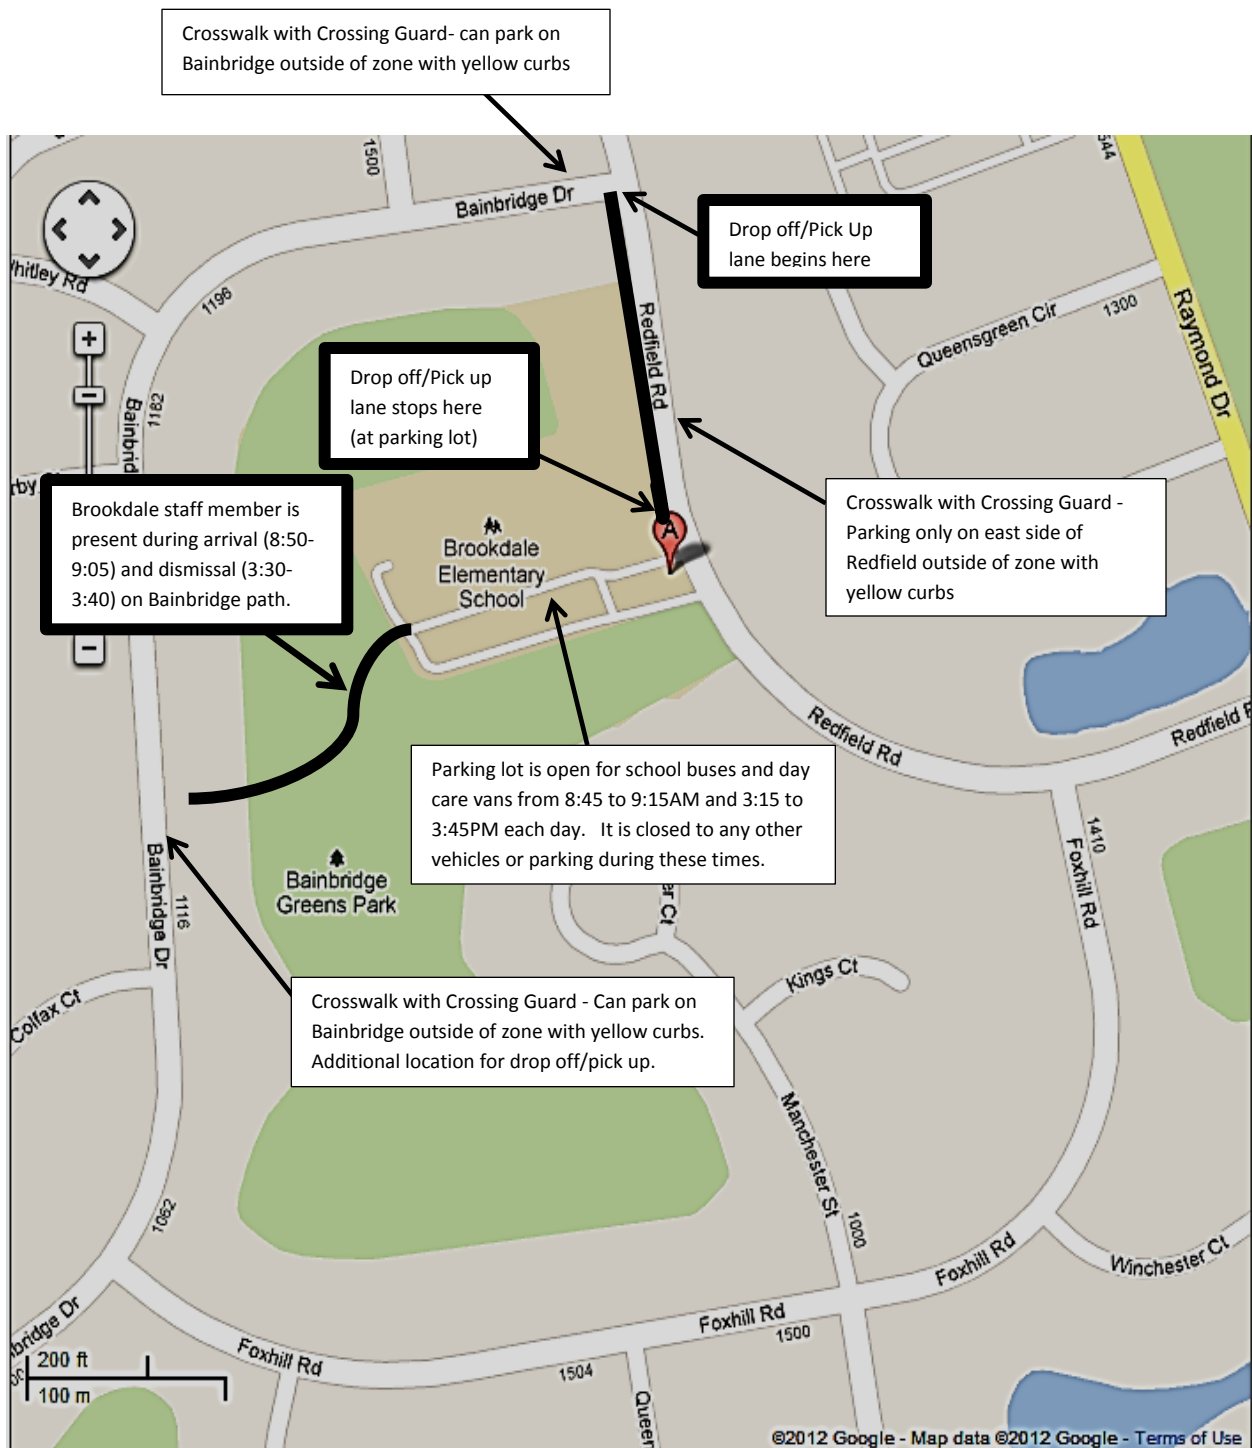 Crosswalk with Crossing Guard- can park on
Bainbridge outside of zone with yellow curbs
1500
544
Bainbridge Dr
Drop off/Pick Up
lane begins here
hitley Rd
1196
Redfield Rd
Queensgreen Cir
1300
Raymond Dr
+
Drop off/Pick up
lane stops here
(at parking lot)
Bainbrid
1182
rby
Brookdale staff member is
present during arrival (8:50-
9:05) and dismissal (3:30-
3:40) on Bainbridge path.
−
Brookdale
Elementary
School
A
Crosswalk with Crossing Guard -
Parking only on east side of
Redfield outside of zone with
yellow curbs
Redfield Rd
Redfield R
Parking lot is open for school buses and day
care vans from 8:45 to 9:15AM and 3:15 to
3:45PM each day. It is closed to any other
vehicles or parking during these times.
Bainbridge Dr
1116
Bainbridge
Greens Park
er Ct
1410
Foxhill Rd
Kings Ct
Colfax Ct
Crosswalk with Crossing Guard - Can park on
Bainbridge outside of zone with yellow curbs.
Additional location for drop off/pick up.
Manchester St
1000
1062
Foxhill Rd
Winchester Ct
nbridge Dr
Foxhill Rd
1500
Foxhill Rd
1504
Queen
200 ft
100 m
©2012 Google - Map data ©2012 Google - Terms of Use